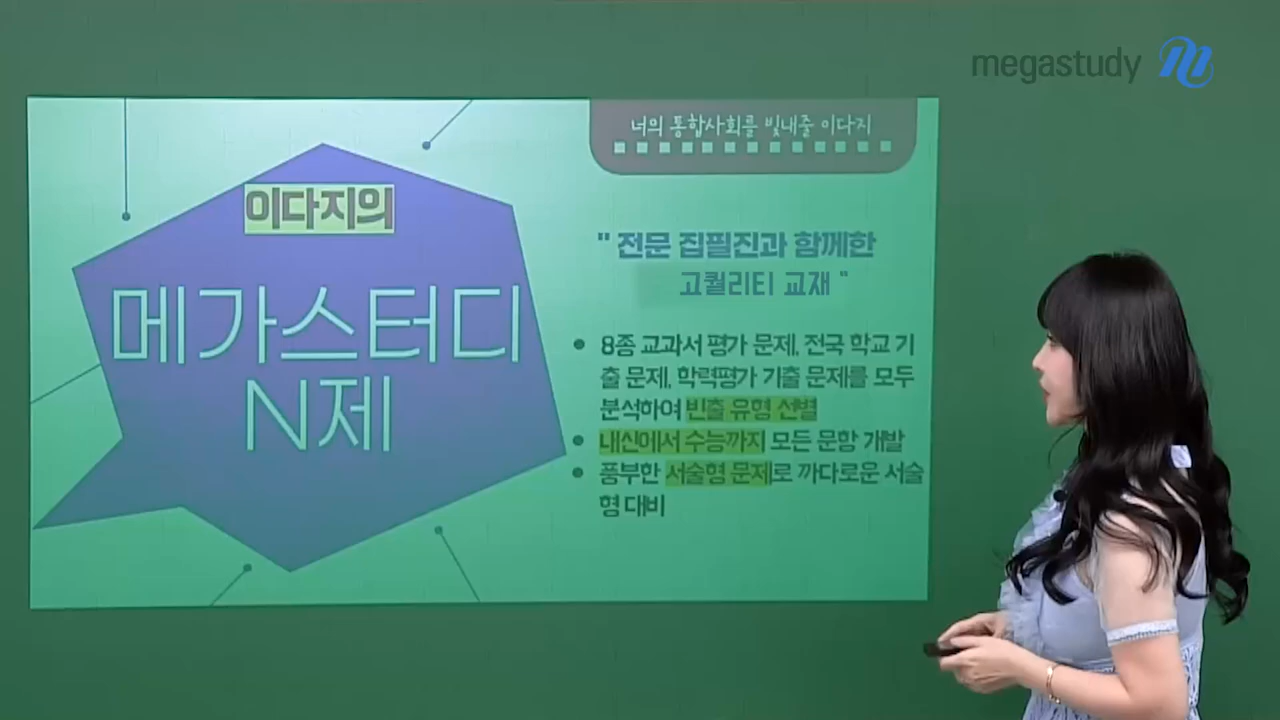 megastudy
너의 통합사회를 빛내줄 이다지
이다지의
메가스터디
N제
" 전문 집필진과 함께한
고퀄리티 교재 "
8종 교과서 평가 문제, 전국 학교 기
출 문제, 학력평가 기출 문제를 모두
분석하여 빈출 유형 선별
내신에서 수능까지 모든 문항 개발
풍부한 서술형 문제로 까다로운 서술
형 대비